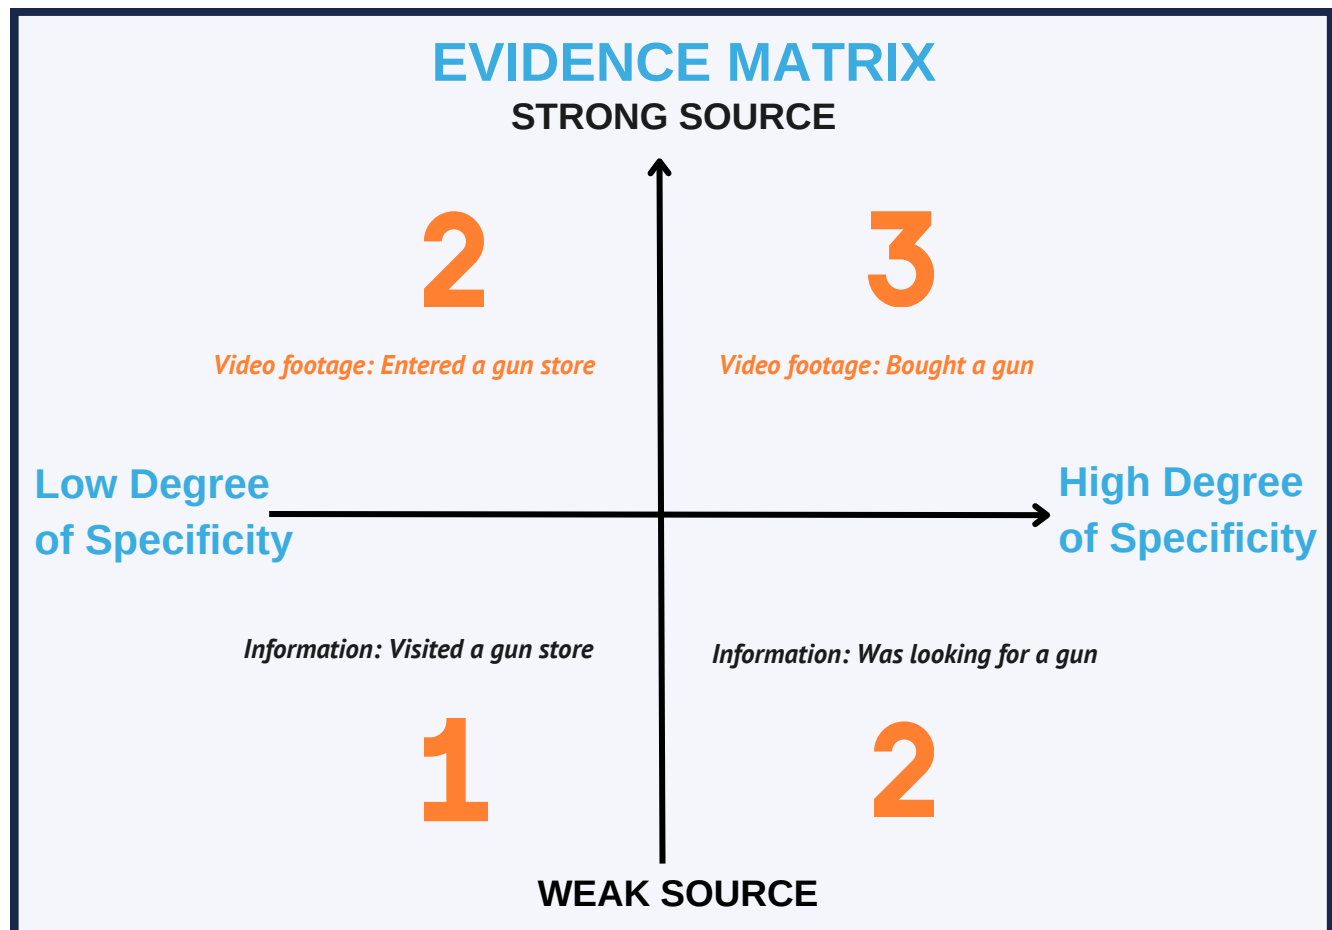 EVIDENCE MATRIX
STRONG SOURCE
2
3
Video footage: Entered a gun store
Video footage: Bought a gun
Low Degree
of Specificity
High Degree
of Specificity
Information: Visited a gun store
Information: Was looking for a gun
1
2
WEAK SOURCE